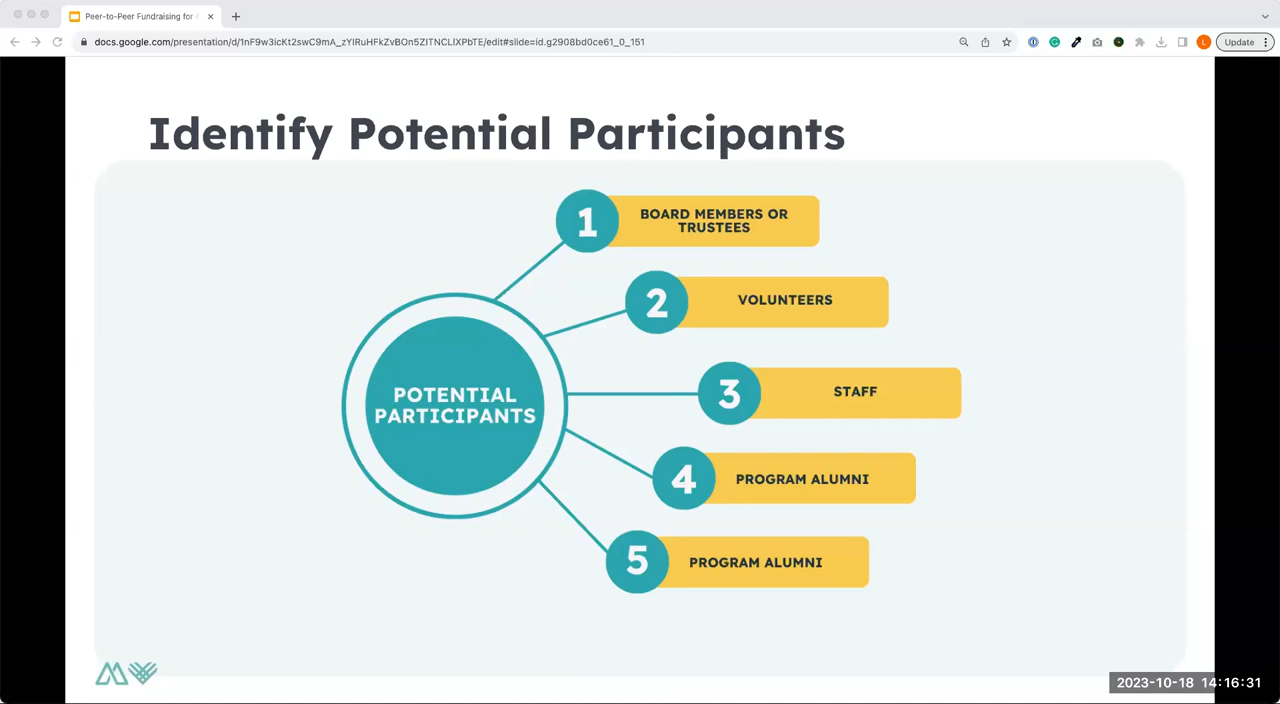 Peer-to-Peer Fundraising for
docs.google.com/presentation/d/1nF9w3icKt2swC9mA_zYlRuHFkZvBOn5ZITNCLIXPbTE/edit#slide=id.g2908bd0ce61_0_151
Update
Identify Potential Participants
1
BOARD MEMBERS OR
TRUSTEES
2
VOLUNTEERS
3
STAFF
POTENTIAL
PARTICIPANTS
4
PROGRAM ALUMNI
5
PROGRAM ALUMNI
2023-10-18 14:16:31